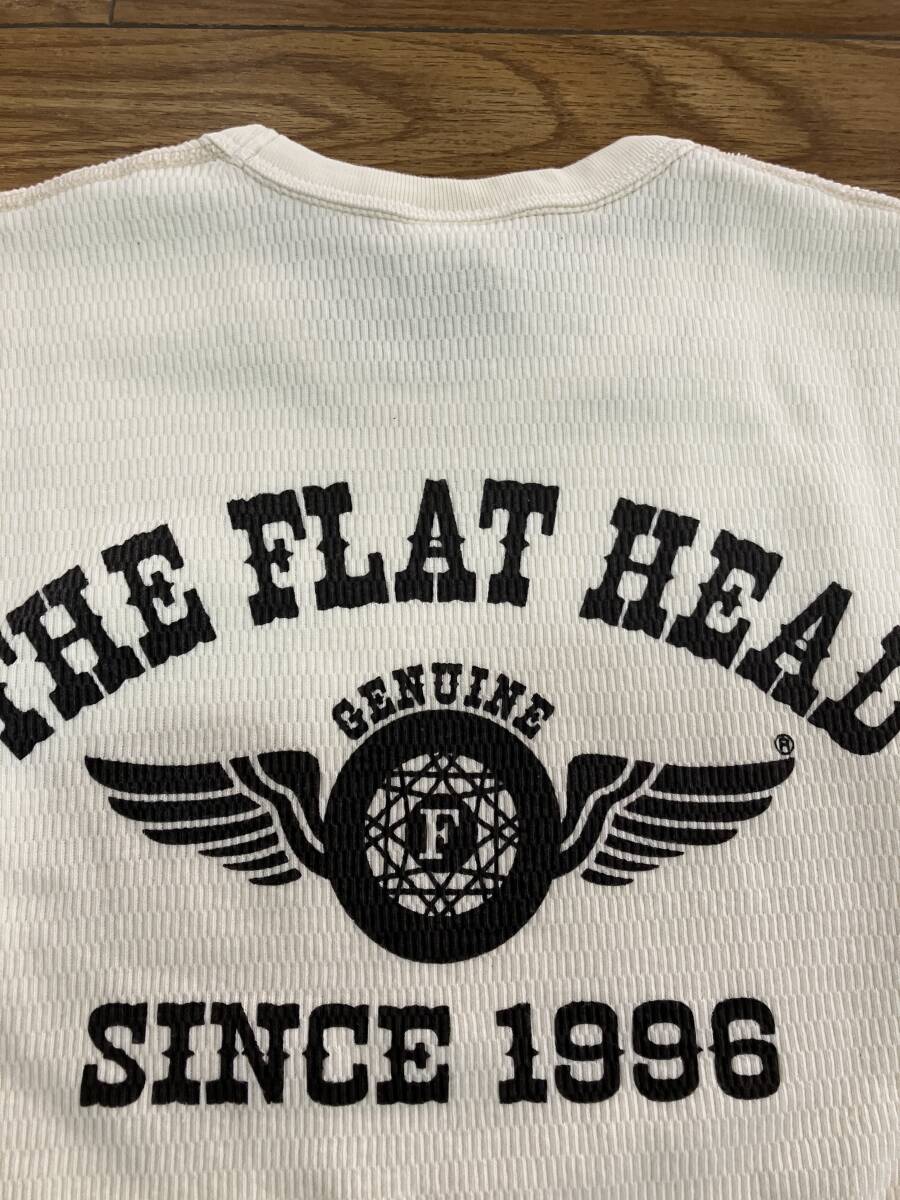 THE FLAT HEAD
GENUINE
®
F
SINCE 1996